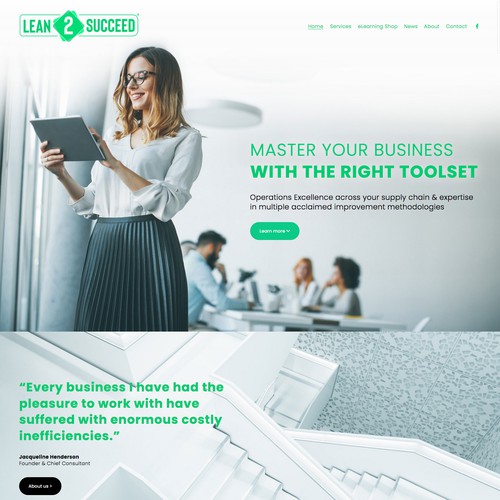 LEAN 2 SUCCEED
Home Services eLearning Shop News About Contact
MASTER YOUR BUSINESS
WITH THE RIGHT TOOLSET
Operations Excellence across your supply chain & expertise
in multiple acclaimed improvement methodologies
Learn more
“Every business I have had the
pleasure to work with have
suffered with enormous costly
inefficiencies.”
Jacqueline Henderson
Founder & Chief Consultant
About us >